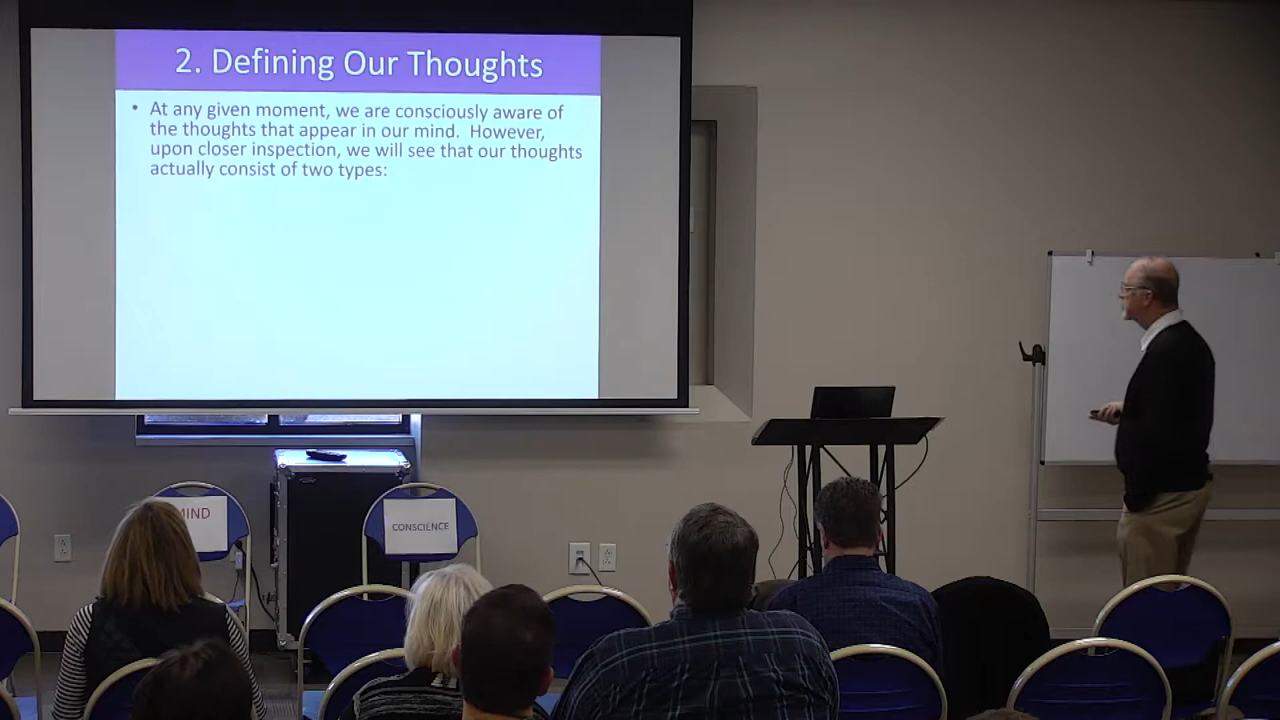 2. Defining Our Thoughts
• At any given moment, we are consciously aware of
the thoughts that appear in our mind.  However,
upon closer inspection, we will see that our thoughts
actually consist of two types:
MIND
CONSCIENCE